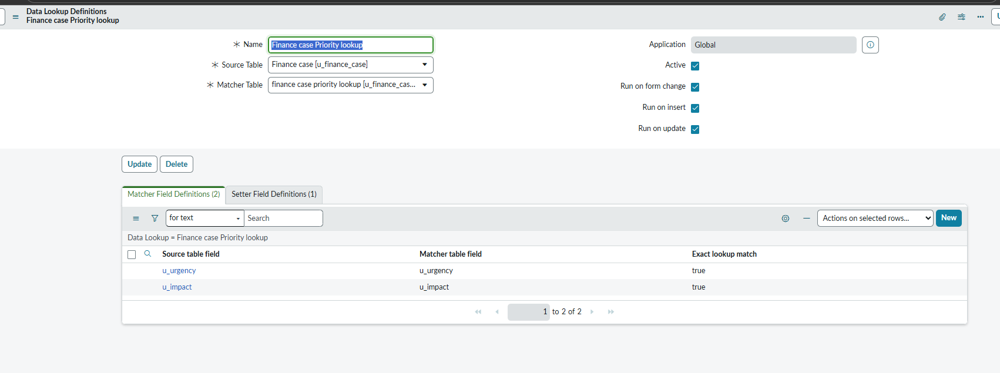 Data Lookup Definitions
Finance case Priority lookup
Name
Finance case Priority lookup
Source Table
Finance case [u_finance_case]
Matcher Table
finance case priority lookup [u_finance_cas...
Application
Global
Active
Run on form change
Run on insert
Run on update
Update
Delete
Matcher Field Definitions (2)
Setter Field Definitions (1)
for text
Search
Actions on selected rows...
New
Data Lookup = Finance case Priority lookup
Source table field
Matcher table field
Exact lookup match
u_urgency
u_urgency
true
u_impact
u_impact
true
1 to 2 of 2